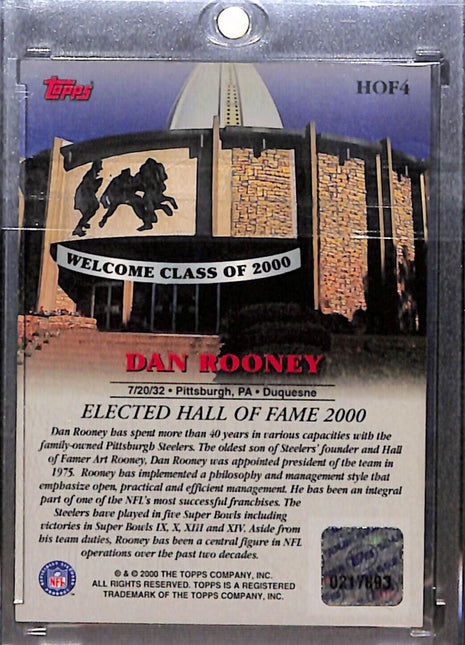 Topps
HOF4
WELCOME CLASS OF 2000
DAN ROONEY
7/20/32 • Pittsburgh, PA • Duquesne
ELECTED HALL OF FAME 2000
Dan Rooney has spent more than 40 years in various capacities with the
family-owned Pittsburgh Steelers. The oldest son of Steelers' founder and Hall
of Famer Art Rooney, Dan Rooney was appointed president of the team in
1975. Rooney has implemented a philosophy and management style that
emphasize open, practical and efficient management. He has been an integral
part of one of the NFL's most successful franchises. The
Steelers have played in five Super Bowls including
victories in Super Bowls IX, X, XIII and XIV. Aside from
his team duties, Rooney has been a central figure in NFL
operations over the past two decades.
® & © 2000 THE TOPPS COMPANY, INC.
ALL RIGHTS RESERVED. TOPPS IS A REGISTERED
TRADEMARK OF THE TOPPS COMPANY, INC.
NFL